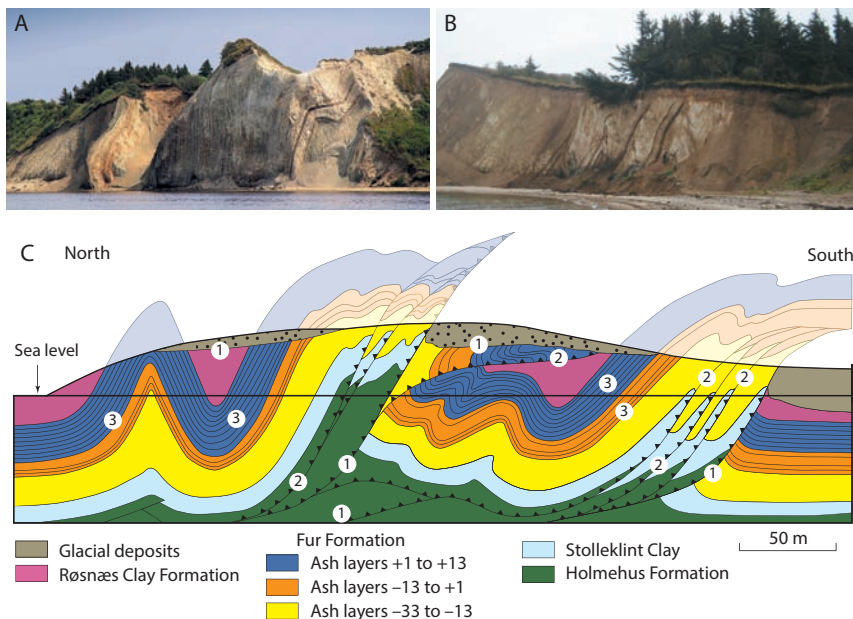 A
B
C
North
South
Sea level
1
1
2
3
3
3
3
2
2
2
2
1
1
1
Glacial deposits
Røsnæs Clay Formation
Fur Formation
Ash layers +1 to +13
Ash layers –13 to +1
Ash layers –33 to –13
Stolleklint Clay
Holmehus Formation
50 m